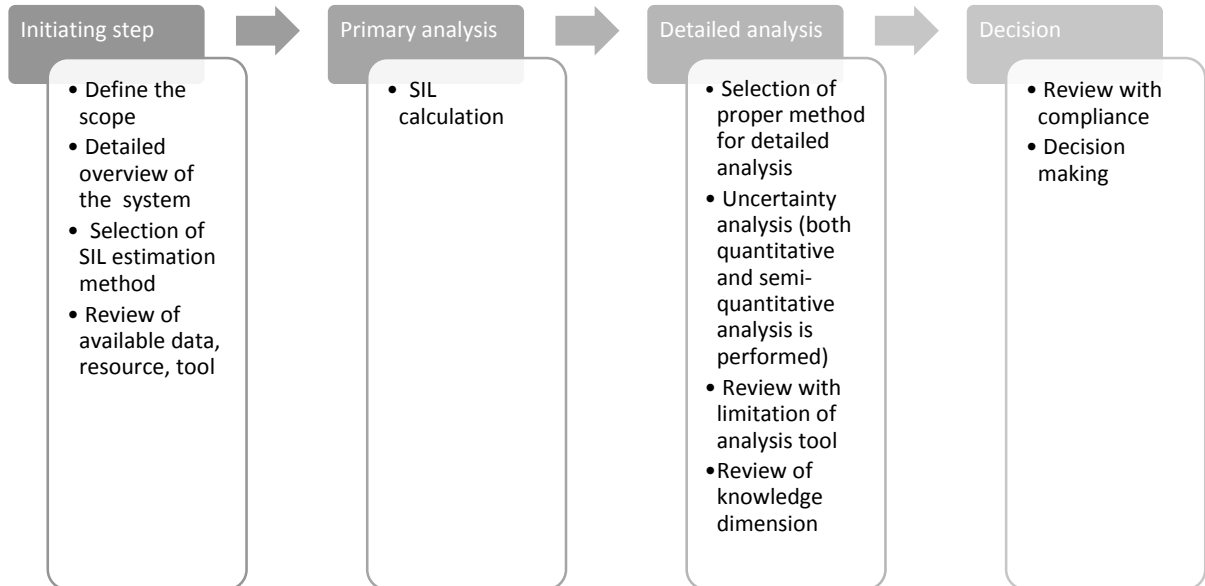 Initiating step
• Define the
scope
• Detailed
overview of
the system
• Selection of
SIL estimation
method
• Review of
available data,
resource, tool
Primary analysis
• SIL
calculation
Detailed analysis
• Selection of
proper method
for detailed
analysis
• Uncertainty
analysis (both
quantitative
and semi-
quantitative
analysis is
performed)
• Review with
limitation of
analysis tool
•Review of
knowledge
dimension
Decision
• Review with
compliance
• Decision
making